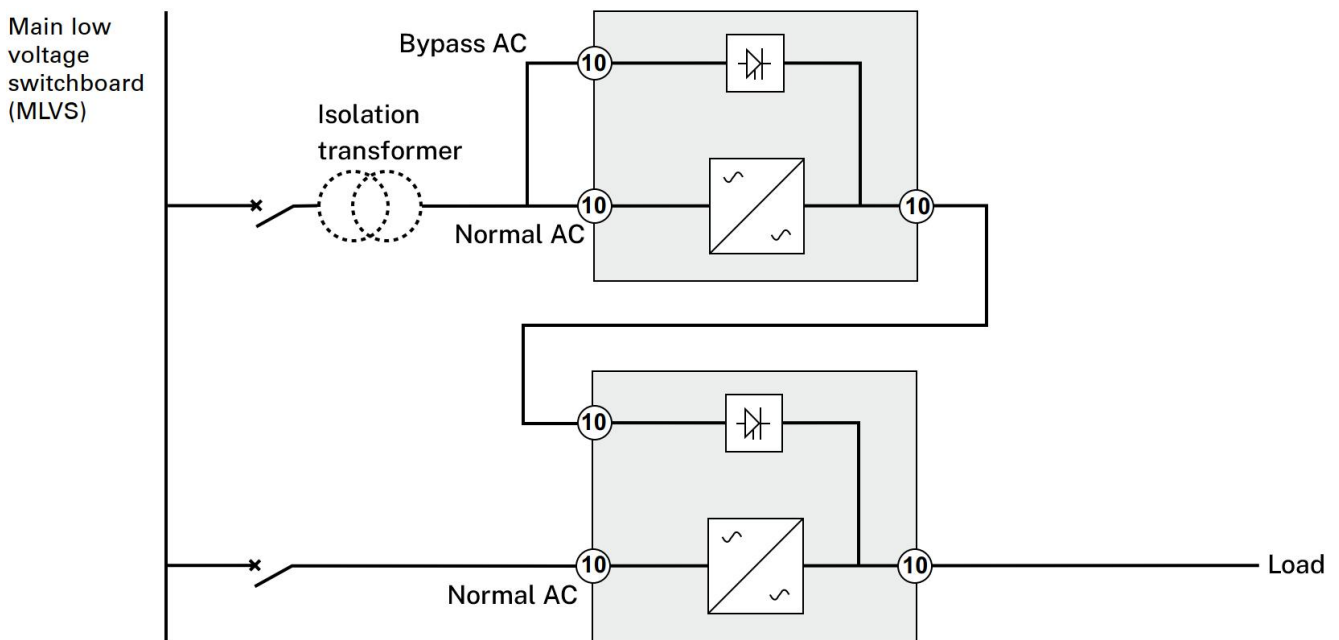 Main low
voltage
switchboard
(MLVS)
Bypass AC
10
Isolation
transformer
10
10
Normal AC
10
10
10
Load
Normal AC